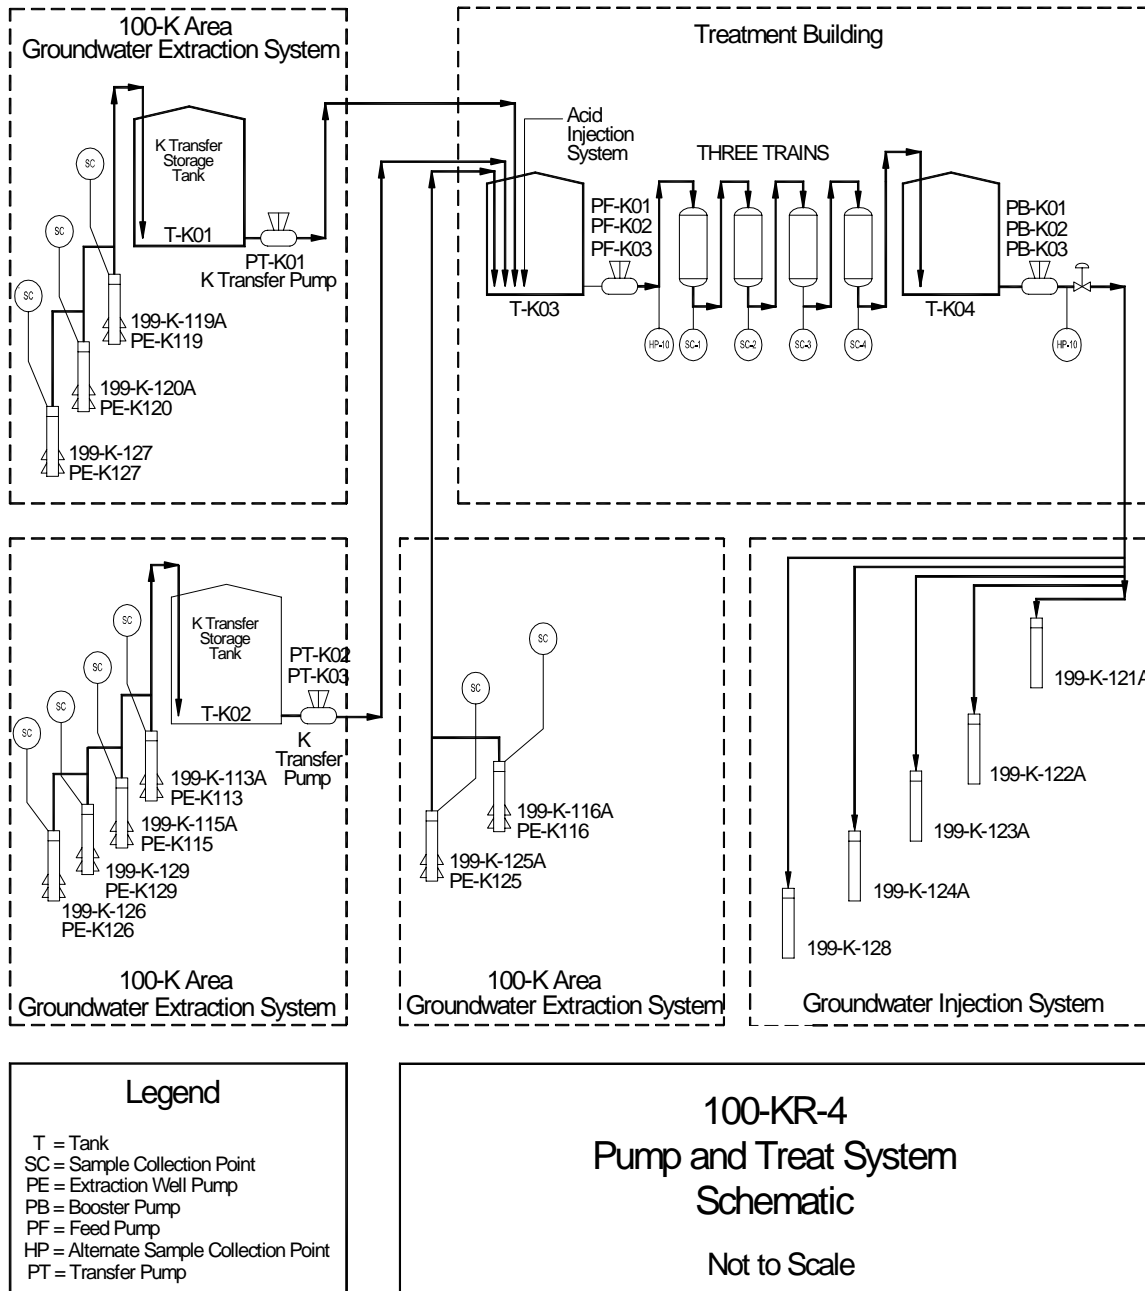 100-K Area
Groundwater Extraction System
K Transfer
Storage
Tank
T-K01
PT-K01
K Transfer Pump
SC
SC
SC
199-K-119A
PE-K119
199-K-120A
PE-K120
199-K-127
PE-K127
Treatment Building
Acid
Injection
System
THREE TRAINS
PF-K01
PF-K02
PF-K03
PB-K01
PB-K02
PB-K03
T-K03
T-K04
HP-10
SC-1
SC-2
SC-3
SC-4
HP-10
K Transfer
Storage
Tank
T-K02
PT-K02
PT-K03
K
Transfer
Pump
SC
SC
SC
SC
199-K-113A
PE-K113
199-K-115A
PE-K115
199-K-129
PE-K129
199-K-126
PE-K126
100-K Area
Groundwater Extraction System
SC
SC
199-K-116A
PE-K116
199-K-125A
PE-K125
100-K Area
Groundwater Extraction System
199-K-121A
199-K-122A
199-K-123A
199-K-124A
199-K-128
Groundwater Injection System
Legend
T = Tank
SC = Sample Collection Point
PE = Extraction Well Pump
PB = Booster Pump
PF = Feed Pump
HP = Alternate Sample Collection Point
PT = Transfer Pump
100-KR-4
Pump and Treat System
Schematic
Not to Scale